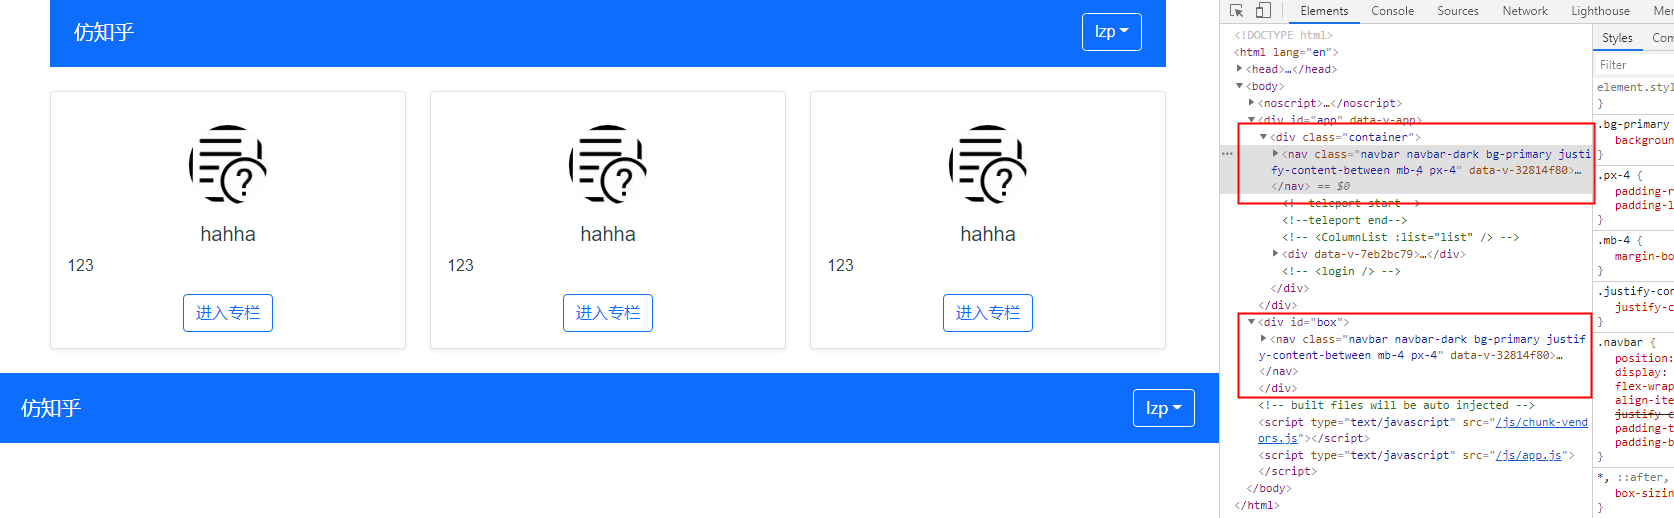 仿知乎
lzp
hahha
123
进入专栏
hahha
123
进入专栏
hahha
123
进入专栏
仿知乎
lzp
Elements Console Sources Network Lighthouse Mer
<!DOCTYPE html>
<html lang="en">
<head>…</head>
<body>
<noscript>…</noscript>
<div id="app" data-v-app>
<div class="container">
<nav class="navbar navbar-dark bg-primary justi
fy-content-between mb-4 px-4" data-v-32814f80>…
</nav> == $0
<!--teleport start-->
<!--teleport end-->
<!-- <ColumnList :list="list" /> -->
<div data-v-7eb2bc79>…</div>
<!-- <login /> -->
</div>
</div>
<div id="box">
<nav class="navbar navbar-dark bg-primary justif
y-content-between mb-4 px-4" data-v-32814f80>…
</nav>
</div>
<!-- built files will be auto injected -->
<script type="text/javascript" src="/js/chunk-vend
ors.js"></script>
<script type="text/javascript" src="/js/app.js">
</script>
</body>
</html>
Styles Com
Filter
element.styl
}
.bg-primary
backgroun
}
.px-4 {
padding-r
padding-l
}
.mb-4 {
margin-bo
}
.justify-con
justify-c
}
.navbar {
position:
display:
flex-wrap
align-ite
justify-c
padding-t
padding-b
}
*, ::after,
box-sizin
}